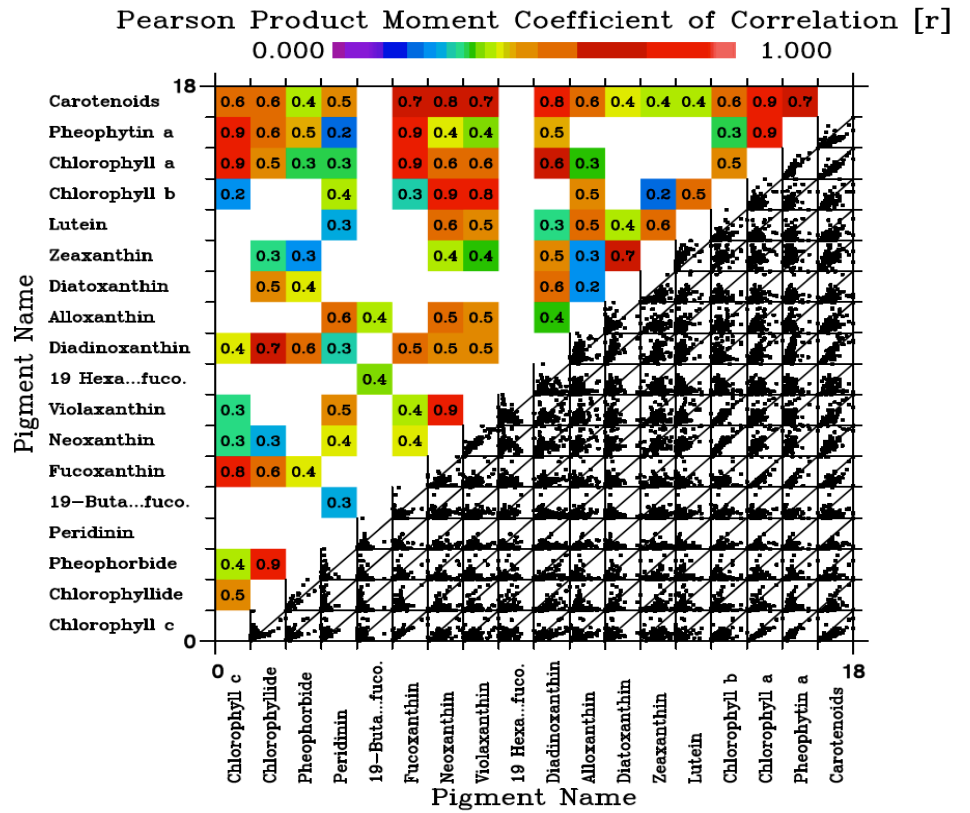 Pearson Product Moment Coefficient of Correlation [r]
0.000 1.000
18
Carotenoids 0.6 0.6 0.4 0.5 0.7 0.8 0.7 0.8 0.6 0.4 0.4 0.4 0.6 0.9 0.7
Pheophytin a 0.9 0.6 0.5 0.2 0.9 0.4 0.4 0.5 0.3 0.9
Chlorophyll a 0.9 0.5 0.3 0.3 0.9 0.6 0.6 0.6 0.3 0.5
Chlorophyll b 0.2 0.4 0.3 0.9 0.8 0.5 0.2 0.5
Lutein 0.3 0.6 0.5 0.3 0.5 0.4 0.6
Zeaxanthin 0.3 0.3 0.4 0.4 0.5 0.3 0.7
Diatoxanthin 0.5 0.4 0.6 0.2
Alloxanthin 0.6 0.4 0.5 0.5 0.4
Diadinoxanthin 0.4 0.7 0.6 0.3 0.5 0.5 0.5
19 Hexa...fuco. 0.4
Violaxanthin 0.3 0.5 0.4 0.9
Neoxanthin 0.3 0.3 0.4 0.4
Fucoxanthin 0.8 0.6 0.4
19-Buta...fuco. 0.3
Peridinin
Pheophorbide 0.4 0.9
Chlorophyllide 0.5
Chlorophyll c
0
Pigment Name
0 18
Chlorophyll c
Chlorophyllide
Pheophorbide
Peridinin
19-Buta...fuco.
Fucoxanthin
Neoxanthin
Violaxanthin
19 Hexa...fuco.
Diadinoxanthin
Alloxanthin
Diatoxanthin
Zeaxanthin
Lutein
Chlorophyll b
Chlorophyll a
Pheophytin a
Carotenoids
Pigment Name